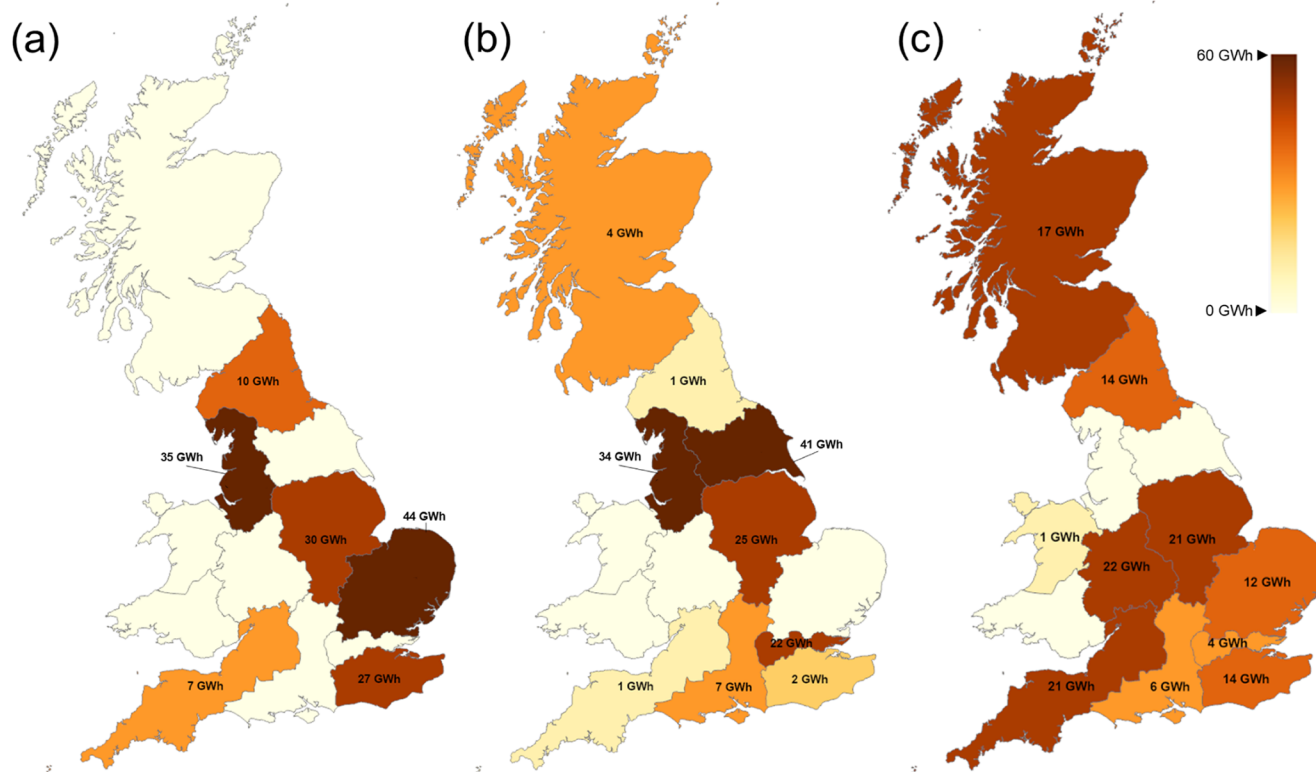 (a)
(b)
(c)
60 GWh
0 GWh
10 GWh
35 GWh
30 GWh
44 GWh
7 GWh
27 GWh
4 GWh
1 GWh
34 GWh
41 GWh
25 GWh
22 GWh
1 GWh
7 GWh
2 GWh
17 GWh
14 GWh
1 GWh
21 GWh
22 GWh
12 GWh
4 GWh
21 GWh
6 GWh
14 GWh